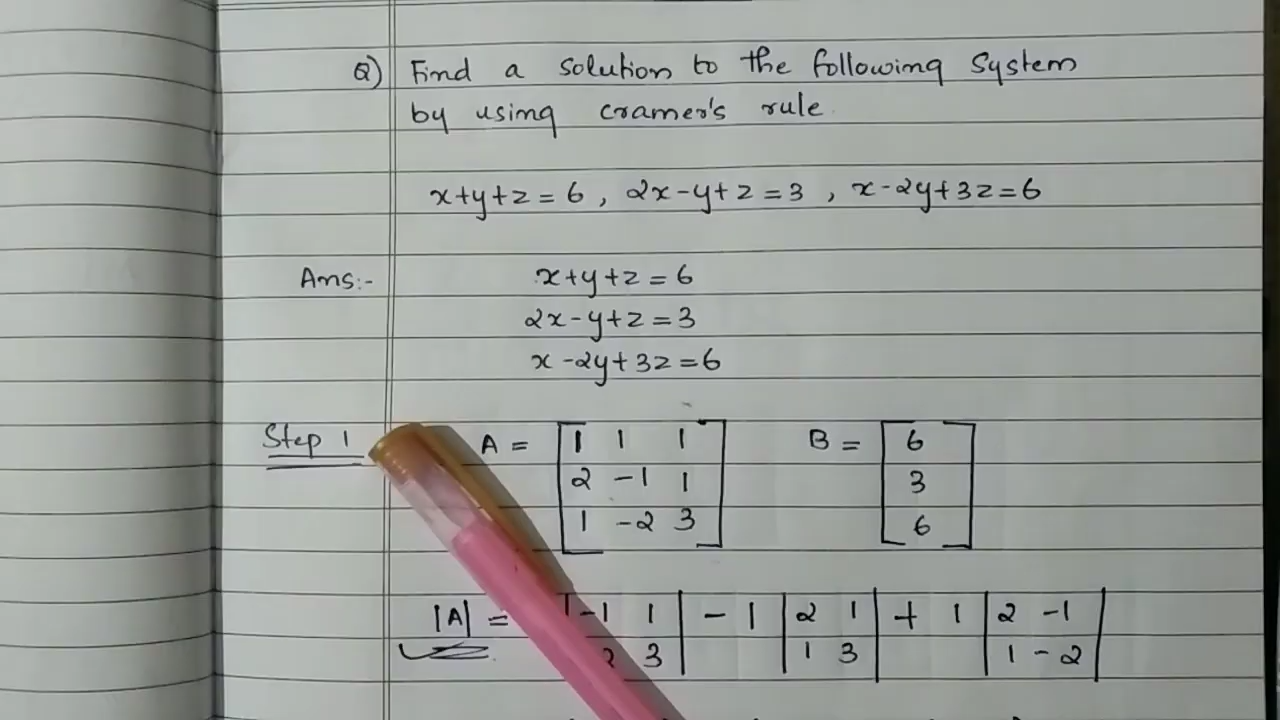 Q) Find a solution to the following System
by using cramer's rule.
x+y+z=6, 2x-y+z=3, x-2y+3z=6
Ans:- x+y+z=6
2x-y+z=3
x-2y+3z=6
Step 1 A = [1 1 1 B = [6
2 -1 1 3
1 -2 3] 6]
|A| = |-1 1| - 1 |2 1| + 1 |2 -1|
2 3| |1 3| |1 -2|